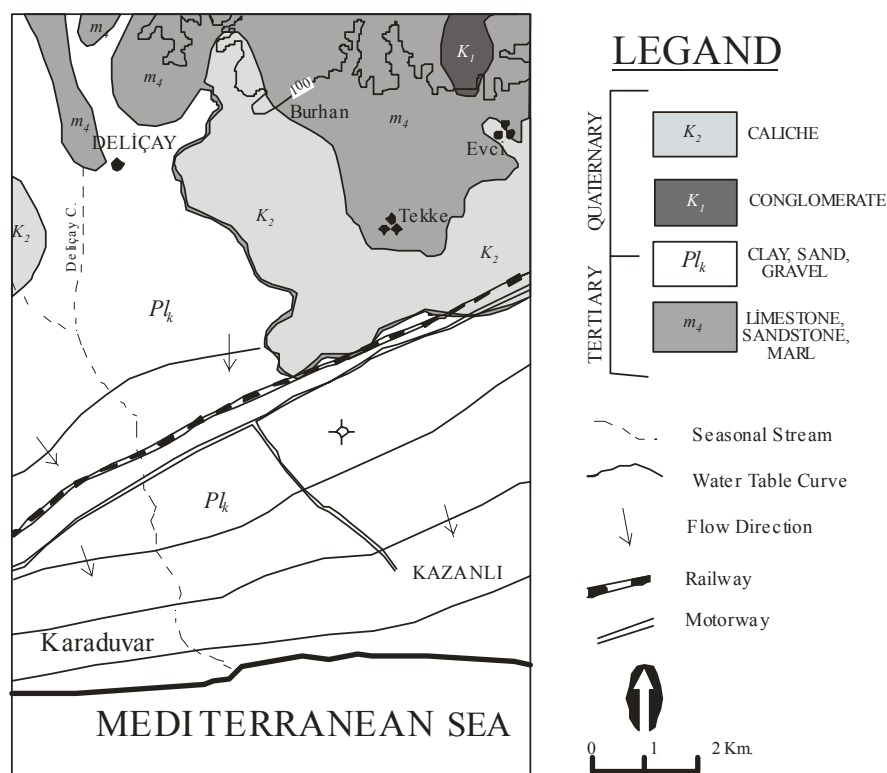 m4
K1
LEGAND
100
m4
Burhan
m4
m4
DELİÇAY
Evci
K2
Tekke
K2
K2
Deliçay C.
Plk
Plk
KAZANLI
Karaduvar
MEDITERRANEAN SEA
QUATERNARY
TERTIARY
K2 CALICHE
K1 CONGLOMERATE
Plk CLAY, SAND,
GRAVEL
m4 LİMESTONE,
SANDSTONE,
MARL
Seasonal Stream
Water Table Curve
Flow Direction
Railway
Motorway
0 1 2 Km.